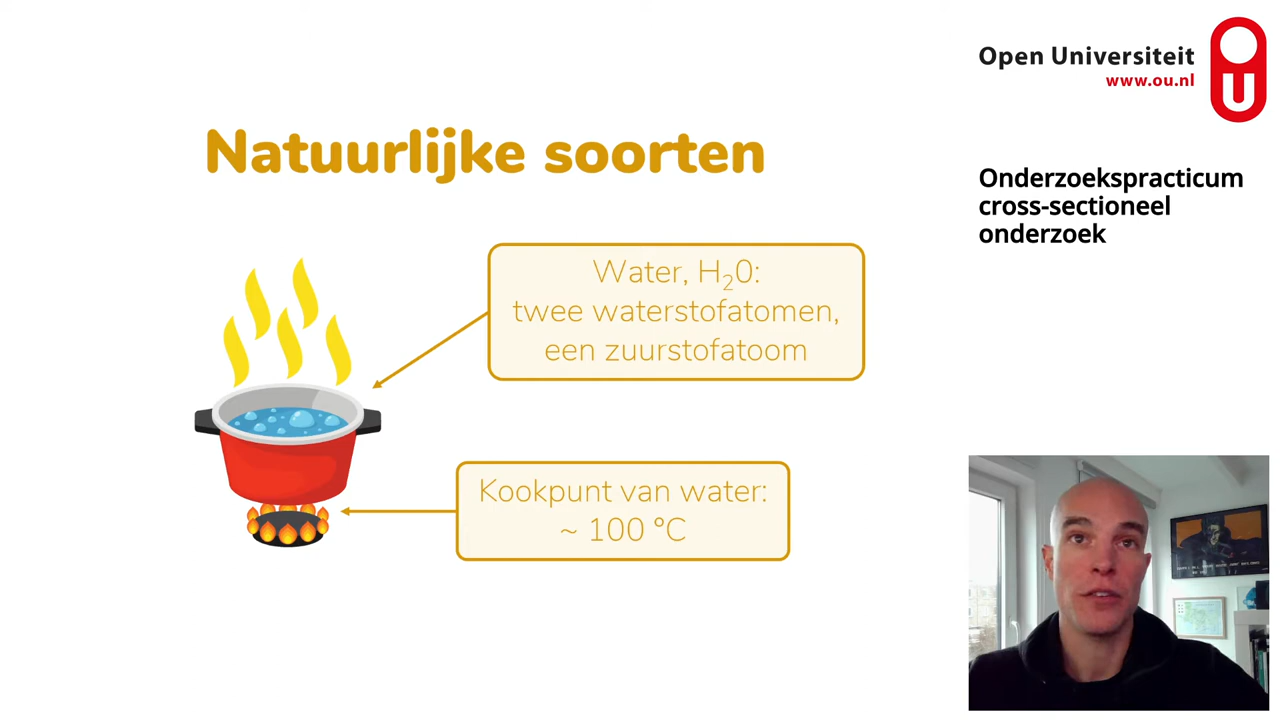 Open Universiteit
www.ou.nl
Natuurlijke soorten
Onderzoekspracticum
cross-sectioneel
onderzoek
Water, H₂0:
twee waterstofatomen,
een zuurstofatoom
Kookpunt van water:
~ 100 °C